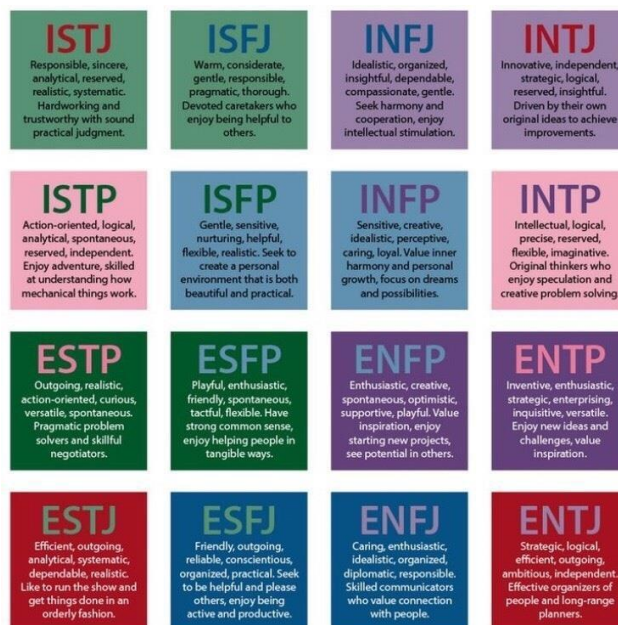 ISTJ
Responsible, sincere,
analytical, reserved,
realistic, systematic.
Hardworking and
trustworthy with sound
practical judgment.
ISFJ
Warm, considerate,
gentle, responsible,
pragmatic, thorough.
Devoted caretakers who
enjoy being helpful to
others.
INFJ
Idealistic, organized,
insightful, dependable,
compassionate, gentle.
Seek harmony and
cooperation, enjoy
intellectual stimulation.
INTJ
Innovative, independent,
strategic, logical,
reserved, insightful.
Driven by their own
original ideas to achieve
improvements.
ISTP
Action-oriented, logical,
analytical, spontaneous,
reserved, independent.
Enjoy adventure, skilled
at understanding how
mechanical things work.
ISFP
Gentle, sensitive,
nurturing, helpful,
flexible, realistic. Seek to
create a personal
environment that is both
beautiful and practical.
INFP
Sensitive, creative,
idealistic, perceptive,
caring, loyal. Value inner
harmony and personal
growth, focus on dreams
and possibilities.
INTP
Intellectual, logical,
precise, reserved,
flexible, imaginative.
Original thinkers who
enjoy speculation and
creative problem solving.
ESTP
Outgoing, realistic,
action-oriented, curious,
versatile, spontaneous.
Pragmatic problem
solvers and skillful
negotiators.
ESFP
Playful, enthusiastic,
friendly, spontaneous,
tactful, flexible. Have
strong common sense,
enjoy helping people in
tangible ways.
ENFP
Enthusiastic, creative,
spontaneous, optimistic,
supportive, playful. Value
inspiration, enjoy
starting new projects,
see potential in others.
ENTP
Inventive, enthusiastic,
strategic, enterprising,
inquisitive, versatile.
Enjoy new ideas and
challenges, value
inspiration.
ESTJ
Efficient, outgoing,
analytical, systematic,
dependable, realistic.
Like to run the show and
get things done in an
orderly fashion.
ESFJ
Friendly, outgoing,
reliable, conscientious,
organized, practical. Seek
to be helpful and please
others, enjoy being
active and productive.
ENFJ
Caring, enthusiastic,
idealistic, organized,
diplomatic, responsible.
Skilled communicators
who value connection
with people.
ENTJ
Strategic, logical,
efficient, outgoing,
ambitious, independent.
Effective organizers of
people and long-range
planners.